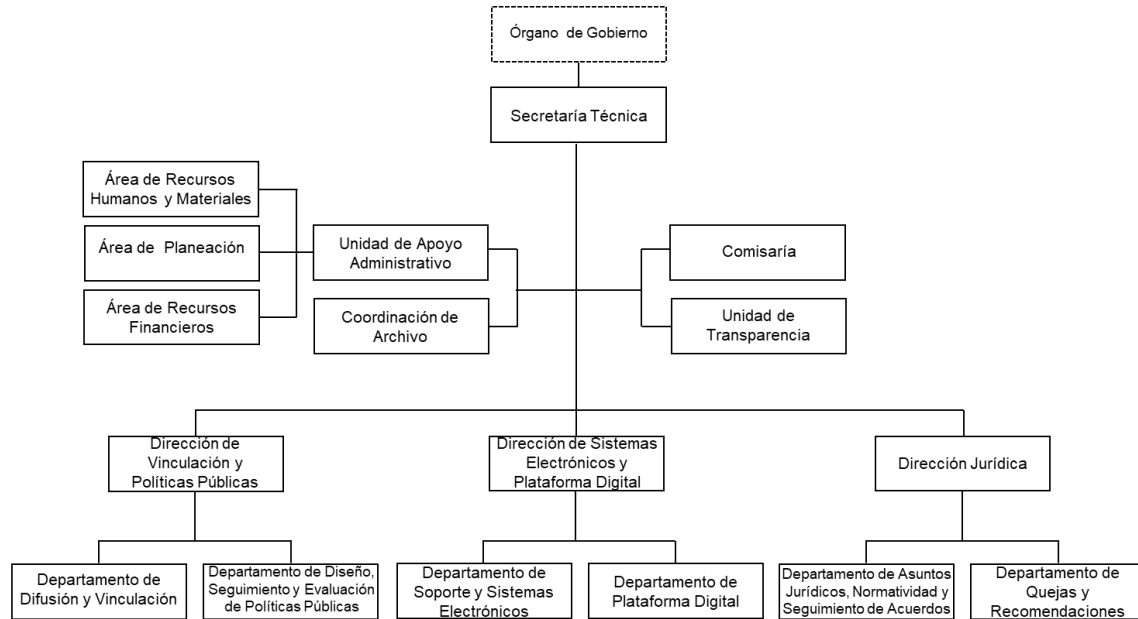 Órgano de Gobierno
Secretaría Técnica
Área de Recursos
Humanos y Materiales
Área de Planeación
Área de Recursos
Financieros
Unidad de Apoyo
Administrativo
Coordinación de
Archivo
Comisaría
Unidad de
Transparencia
Dirección de
Vinculación y
Políticas Públicas
Dirección de Sistemas
Electrónicos y
Plataforma Digital
Dirección Jurídica
Departamento de
Difusión y Vinculación
Departamento de Diseño,
Seguimiento y Evaluación
de Políticas Públicas
Departamento de
Soporte y Sistemas
Electrónicos
Departamento de
Plataforma Digital
Departamento de Asuntos
Jurídicos, Normatividad y
Seguimiento de Acuerdos
Departamento de
Quejas y
Recomendaciones